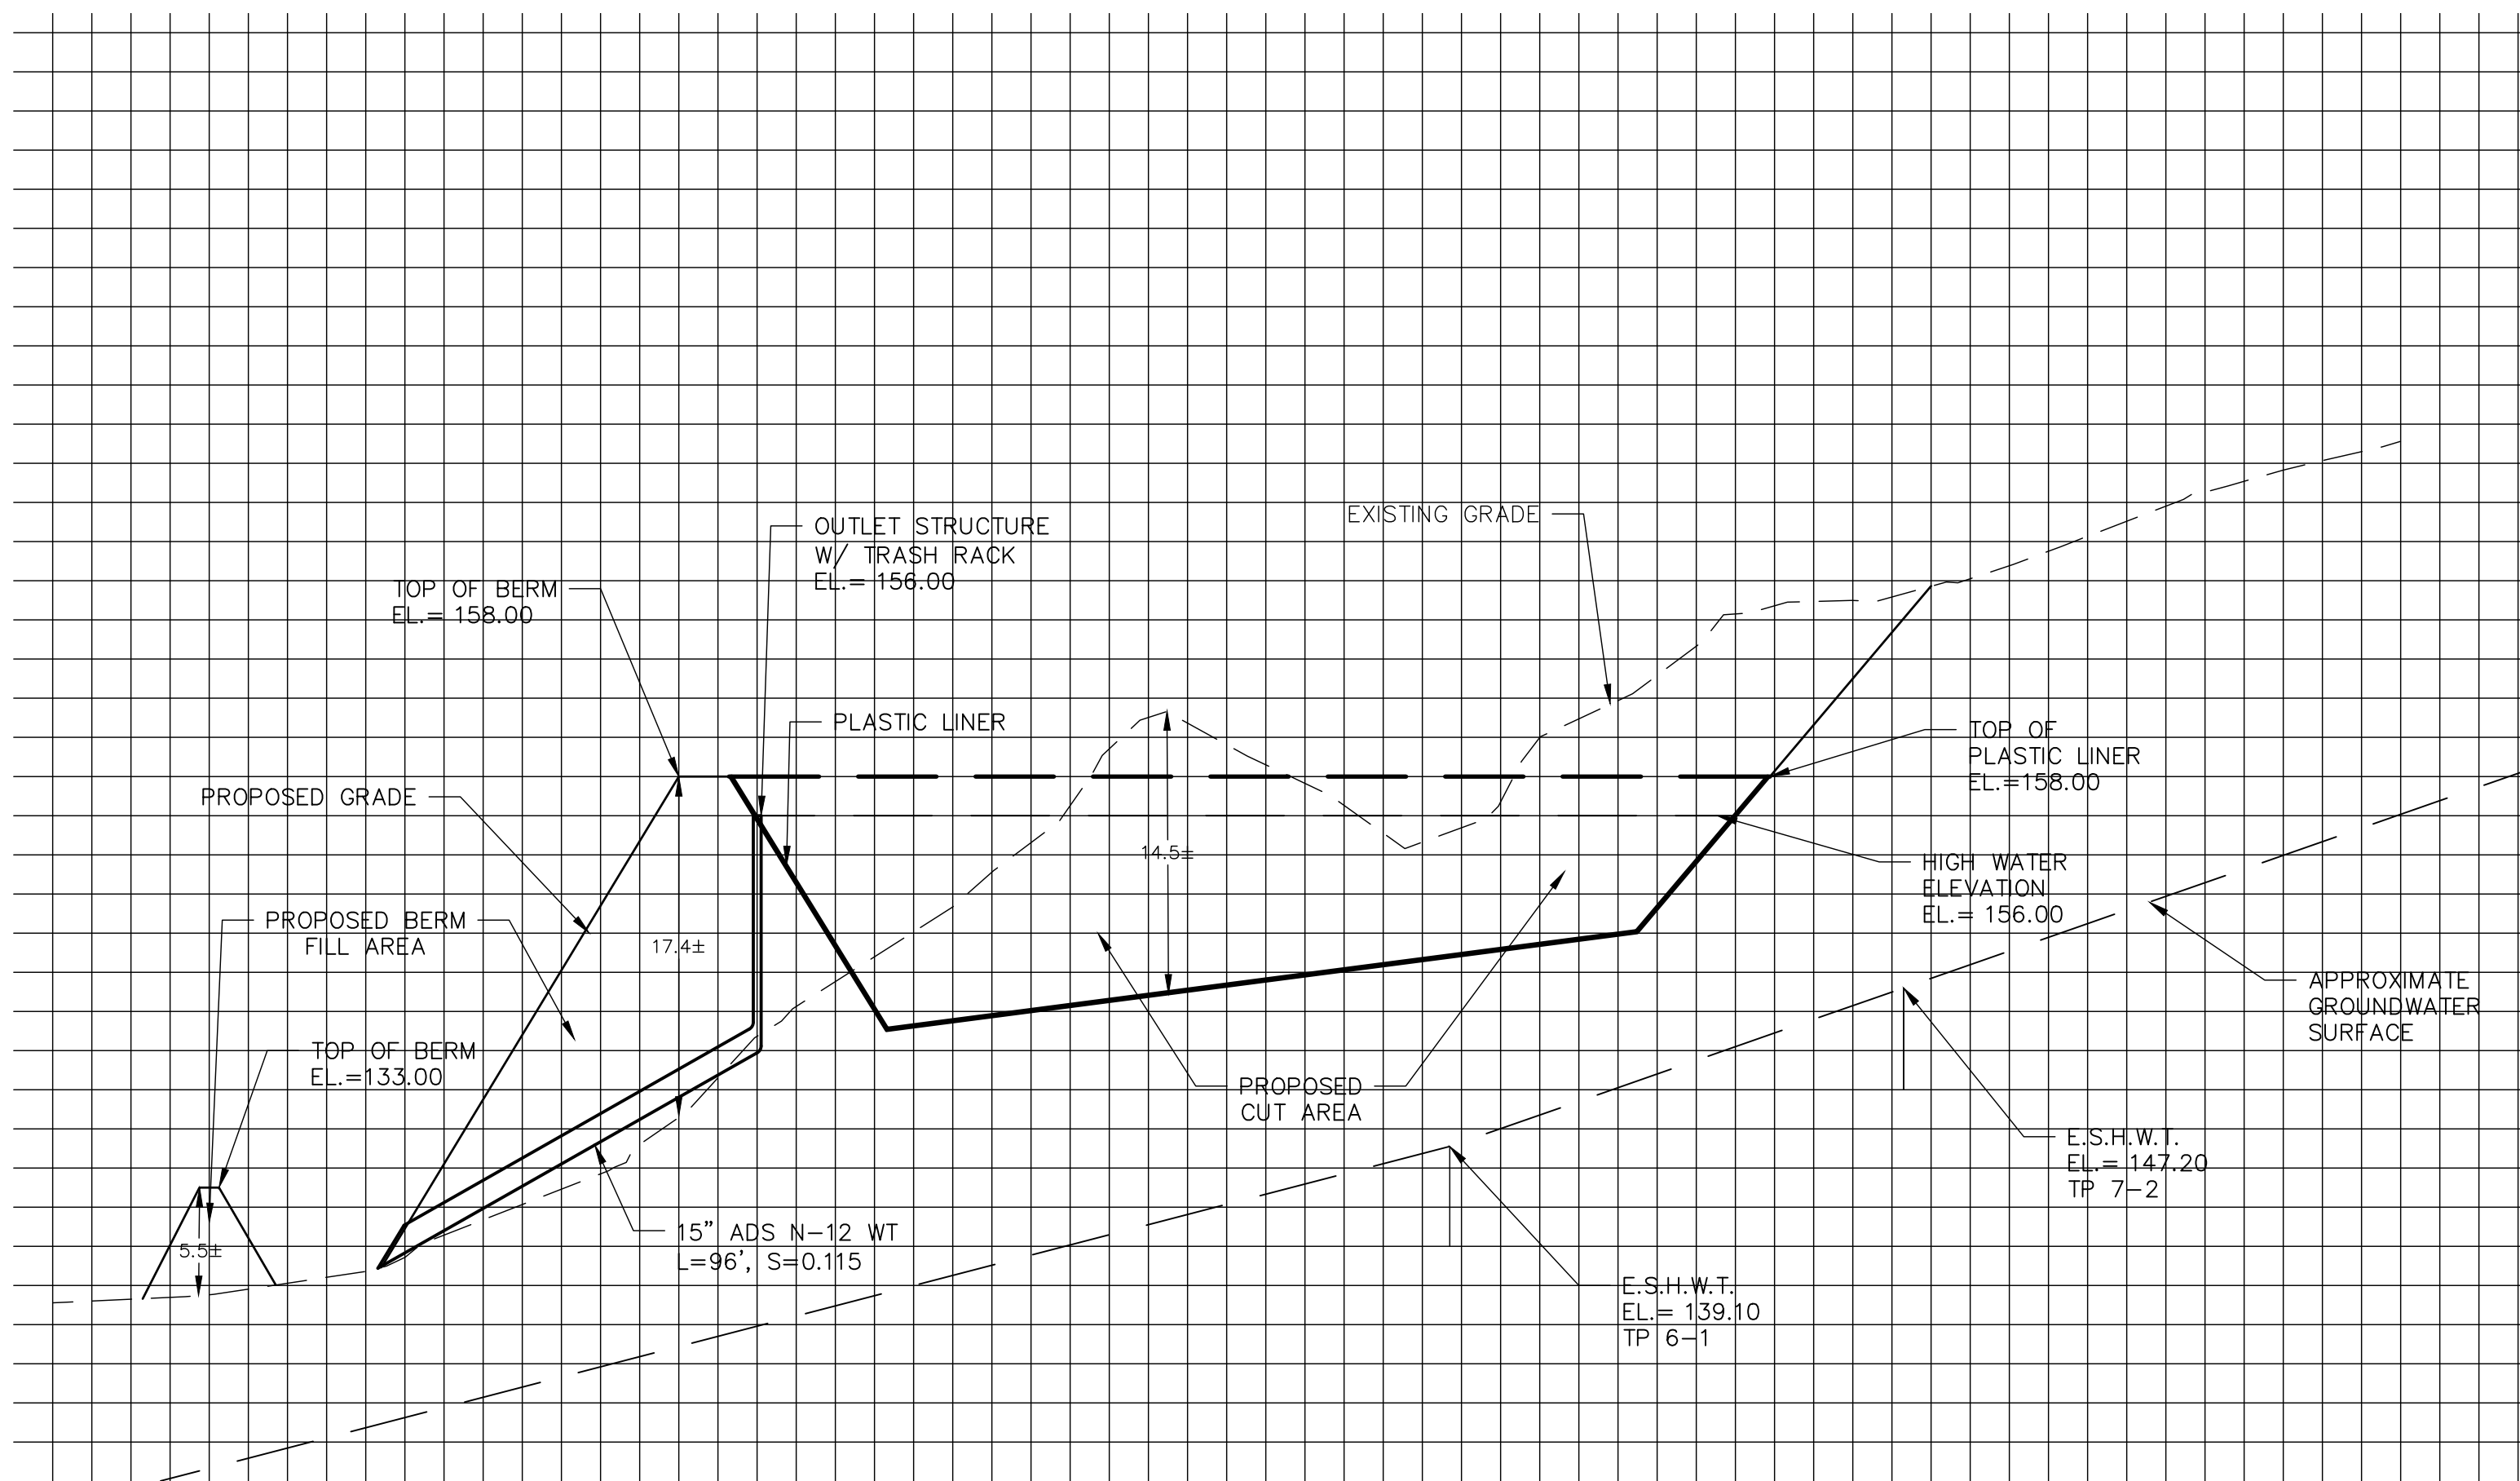 EXISTING GRADE
OUTLET STRUCTURE
W/ TRASH RACK
EL.= 156.00
TOP OF BERM
EL.= 158.00
PLASTIC LINER
TOP OF
PLASTIC LINER
EL.=158.00
PROPOSED GRADE
14.5±
HIGH WATER
ELEVATION
EL.= 156.00
PROPOSED BERM
FILL AREA
17.4±
APPROXIMATE
GROUNDWATER
SURFACE
TOP OF BERM
EL.=133.00
PROPOSED
CUT AREA
E.S.H.W.T.
EL.= 147.20
TP 7-2
15" ADS N-12 WT
L=96', S=0.115
5.5±
E.S.H.W.T.
EL.= 139.10
TP 6-1